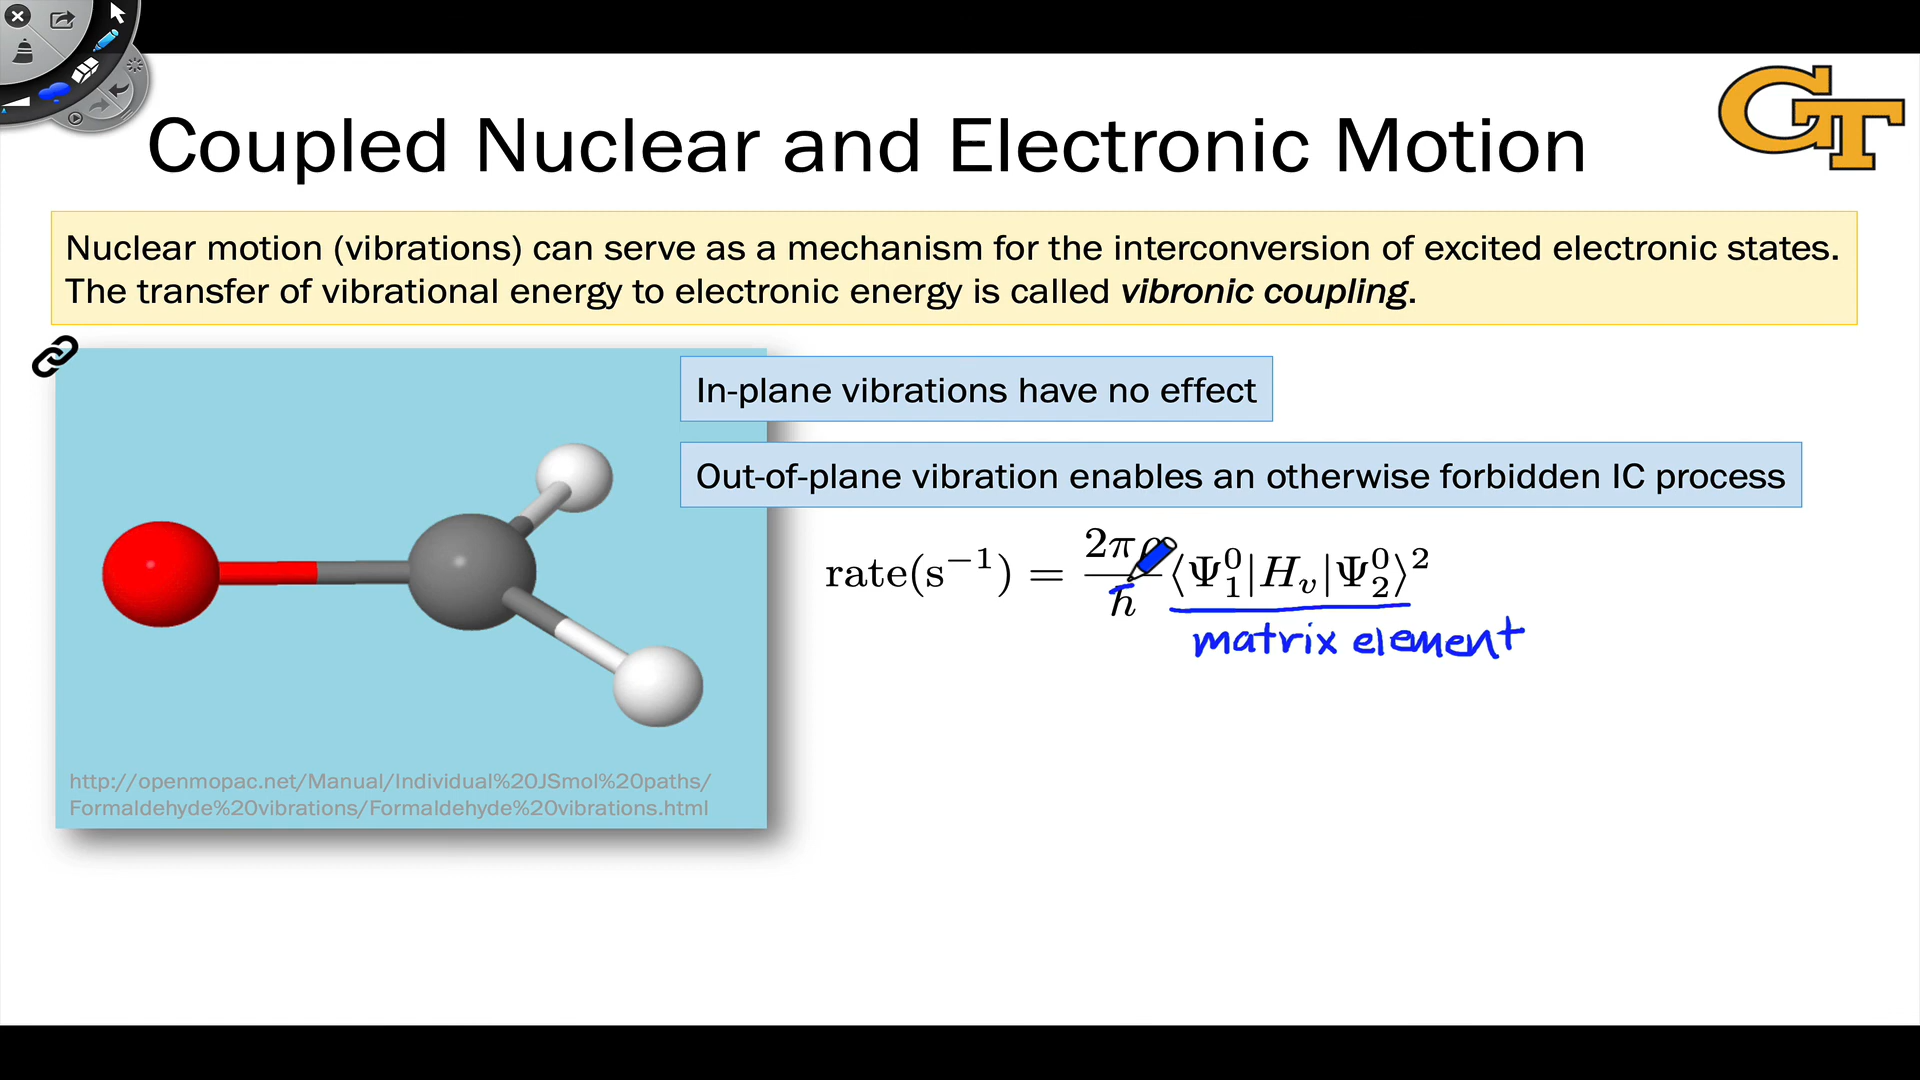 GT
Coupled Nuclear and Electronic Motion
Nuclear motion (vibrations) can serve as a mechanism for the interconversion of excited electronic states.
The transfer of vibrational energy to electronic energy is called vibronic coupling.
In-plane vibrations have no effect
Out-of-plane vibration enables an otherwise forbidden IC process
rate(s⁻¹) = 2πρ/ħ ⟨Ψ₁⁰|Hᵥ|Ψ₂⁰⟩²
matrix element
http://openmopac.net/Manual/Individual%20JSmol%20paths/
Formaldehyde%20vibrations/Formaldehyde%20vibrations.html